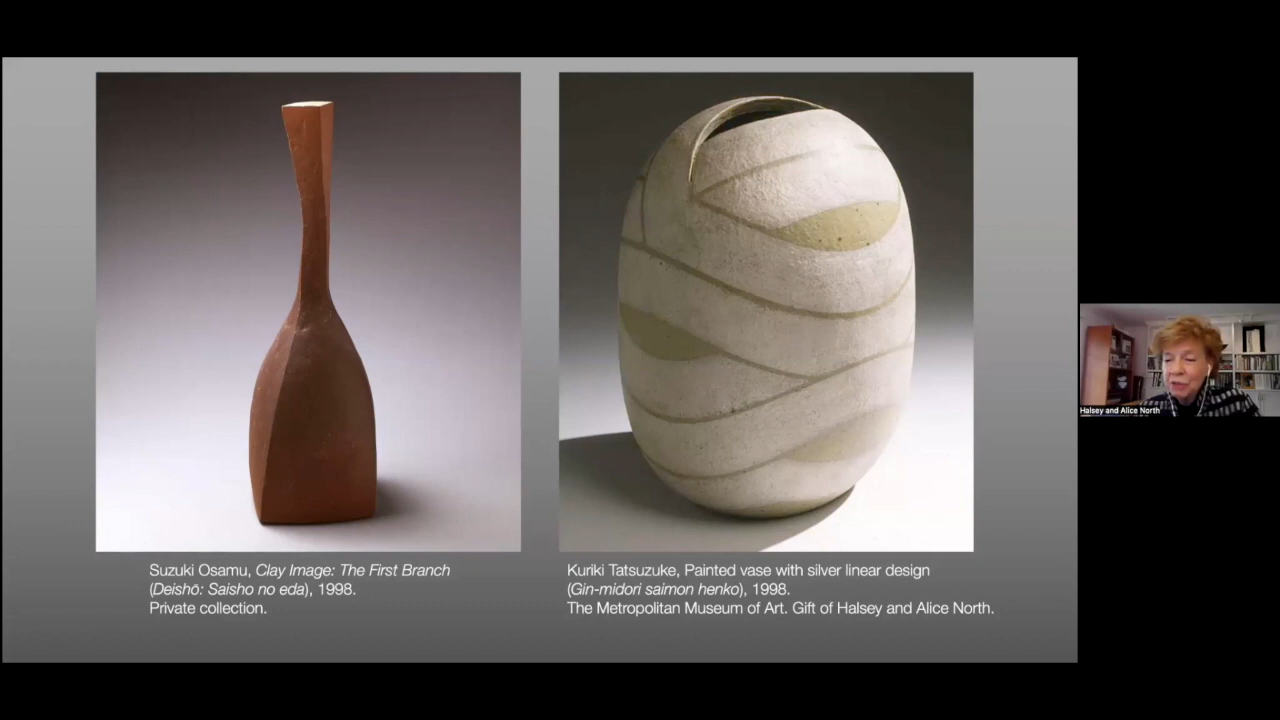 Suzuki Osamu, Clay Image: The First Branch
(Deishō: Saisho no eda), 1998.
Private collection.
Kuriki Tatsuzuke, Painted vase with silver linear design
(Gin-midori saimon henko), 1998.
The Metropolitan Museum of Art. Gift of Halsey and Alice North.
Halsey and Alice North